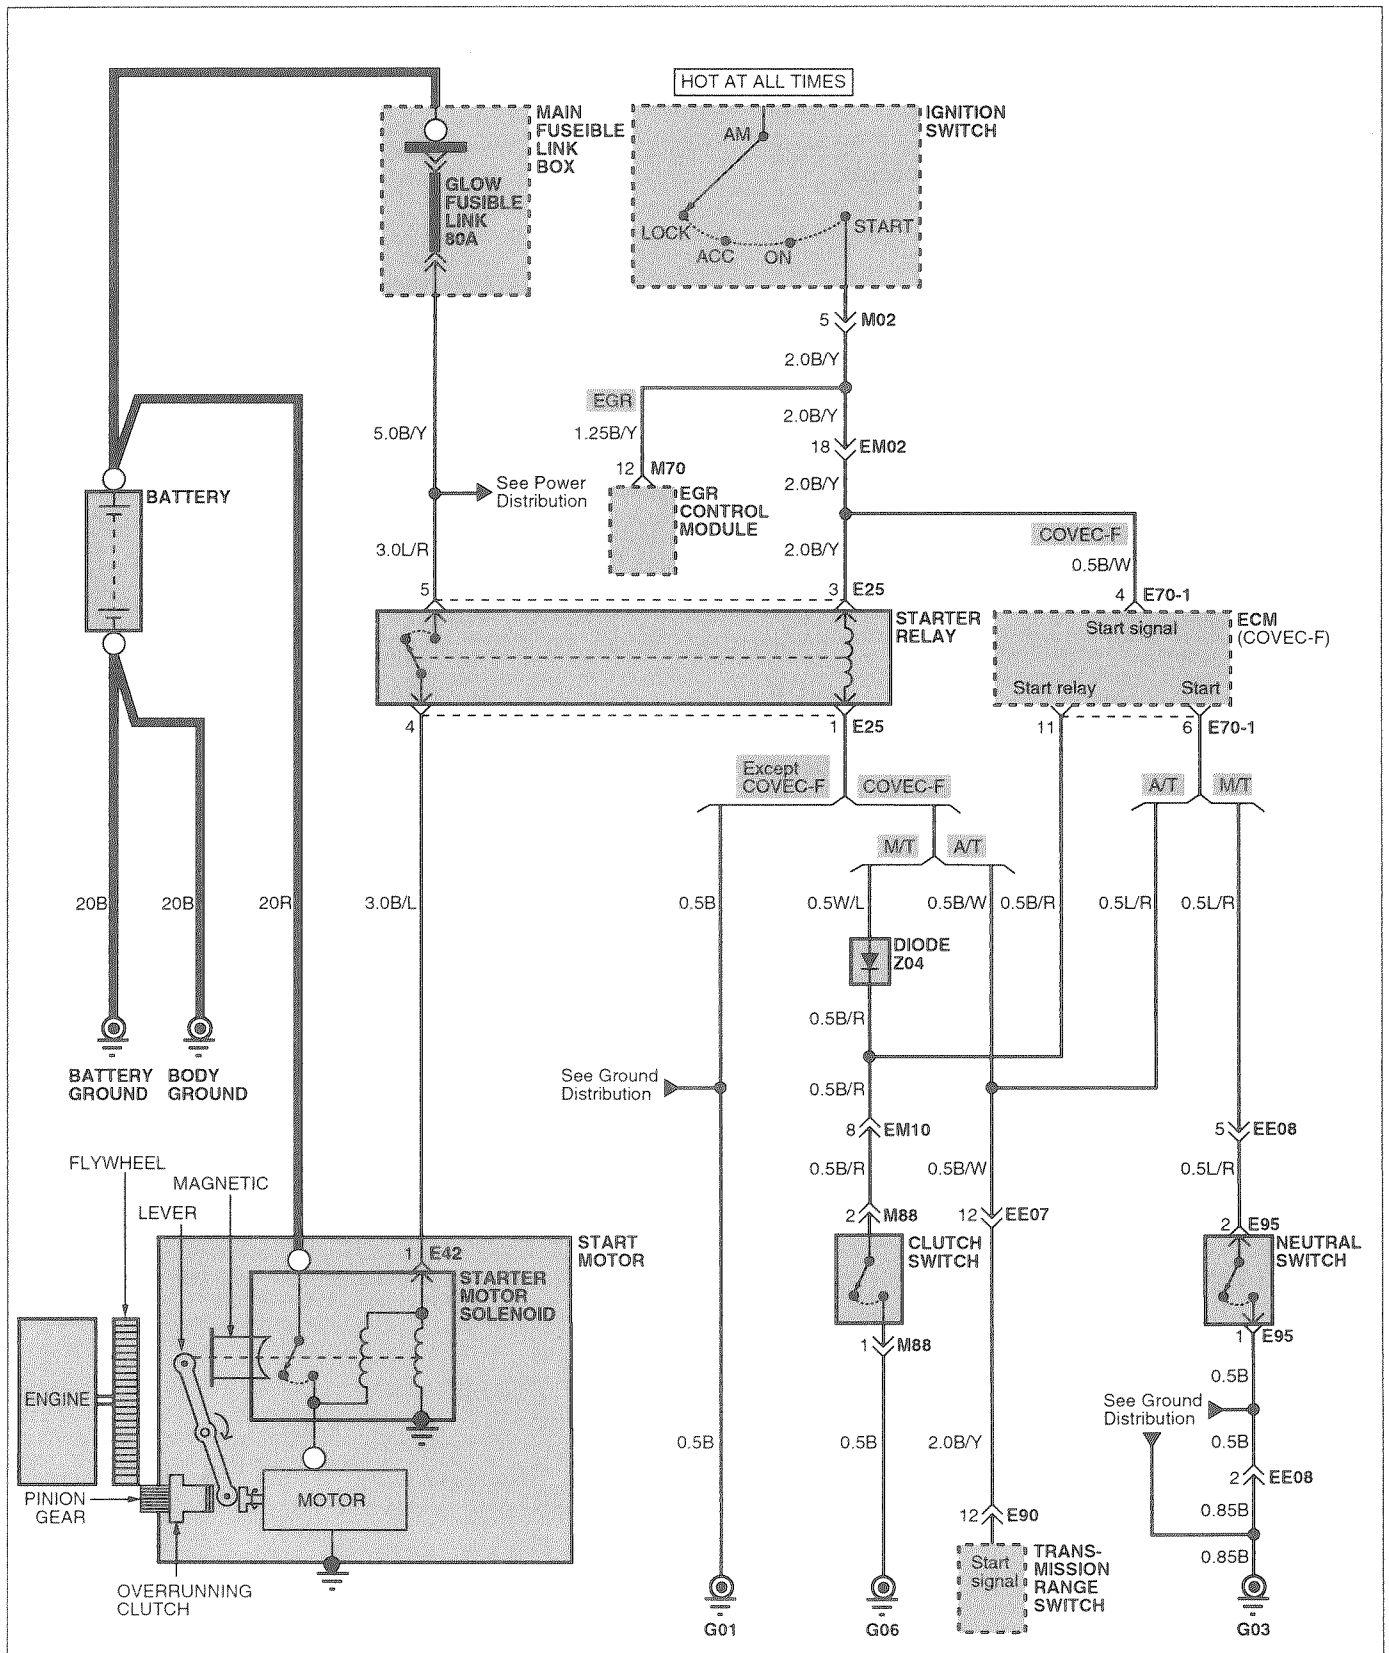 HOT AT ALL TIMES
MAIN
FUSEIBLE
LINK
BOX
GLOW
FUSIBLE
LINK
80A
IGNITION
SWITCH
AM
LOCK
ACC
ON
START
5 M02
2.0B/Y
EGR
2.0B/Y
5.0B/Y
1.25B/Y
18 EM02
12 M70
See Power
Distribution
2.0B/Y
BATTERY
EGR
CONTROL
MODULE
COVEC-F
3.0L/R
2.0B/Y
0.5B/W
5
3 E25
4 E70-1
STARTER
RELAY
Start signal
ECM
(COVEC-F)
Start relay
Start
4
1 E25
11
6 E70-1
Except
COVEC-F
COVEC-F
A/T
M/T
M/T
A/T
20B
20B
20R
3.0B/L
0.5B
0.5W/L
0.5B/W
0.5B/R
0.5L/R
0.5L/R
DIODE
Z04
0.5B/R
BATTERY
GROUND
BODY
GROUND
See Ground
Distribution
0.5B/R
8 EM10
5 EE08
FLYWHEEL
MAGNETIC
LEVER
0.5B/R
0.5B/W
0.5L/R
2 M88
12 EE07
2 E95
START
MOTOR
1 E42
STARTER
MOTOR
SOLENOID
CLUTCH
SWITCH
NEUTRAL
SWITCH
1 M88
1 E95
ENGINE
0.5B
See Ground
Distribution
0.5B
0.5B
2.0B/Y
0.5B
2 EE08
PINION
GEAR
MOTOR
12 E90
0.85B
Start
signal
TRANS-
MISSION
RANGE
SWITCH
0.85B
OVERRUNNING
CLUTCH
G01
G06
G03